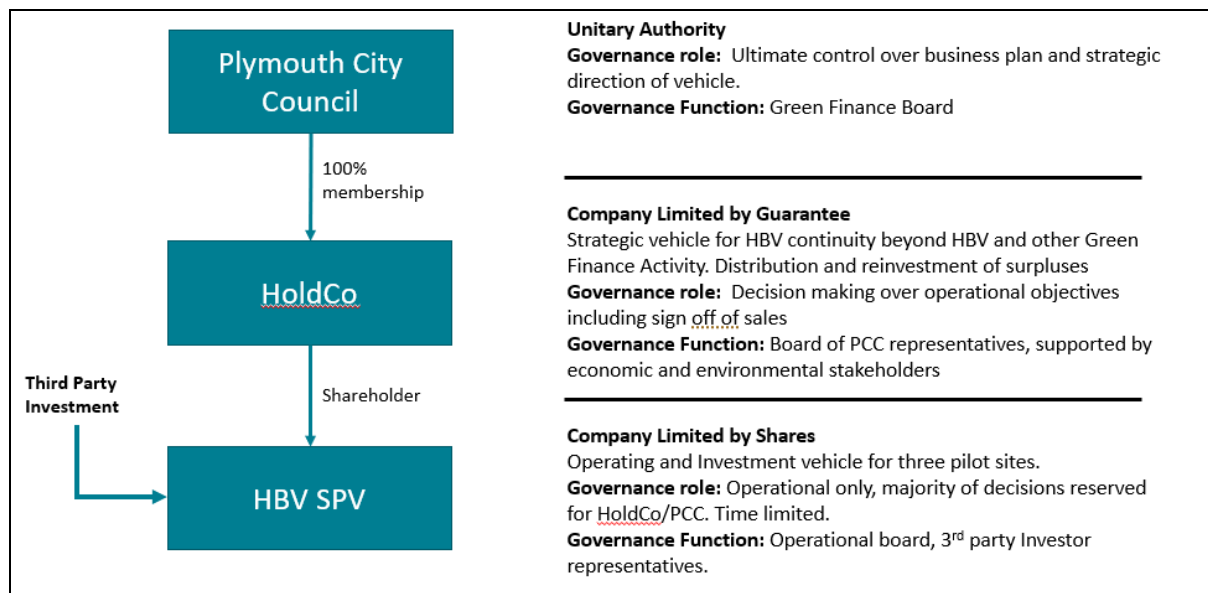 Plymouth City
Council
100%
membership
HoldCo
Shareholder
Third Party
Investment
HBV SPV
Unitary Authority
Governance role:  Ultimate control over business plan and strategic
direction of vehicle.
Governance Function: Green Finance Board
Company Limited by Guarantee
Strategic vehicle for HBV continuity beyond HBV and other Green
Finance Activity. Distribution and reinvestment of surpluses
Governance role:  Decision making over operational objectives
including sign off of sales
Governance Function: Board of PCC representatives, supported by
economic and environmental stakeholders
Company Limited by Shares
Operating and Investment vehicle for three pilot sites.
Governance role: Operational only, majority of decisions reserved
for HoldCo/PCC. Time limited.
Governance Function: Operational board, 3rd party Investor
representatives.